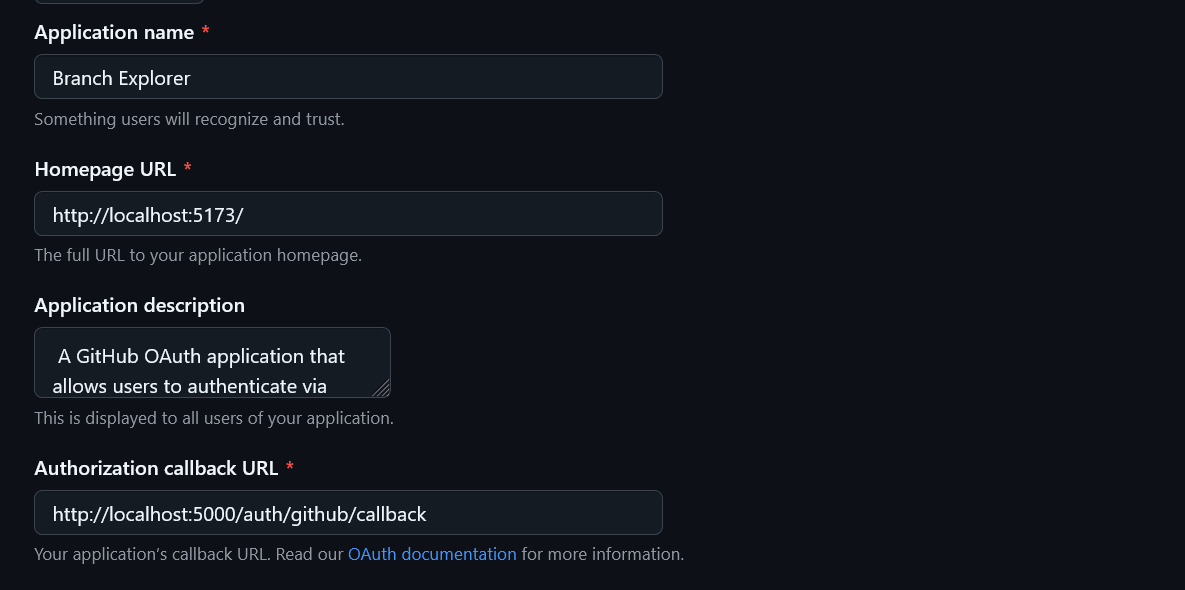 Application name *
Branch Explorer
Something users will recognize and trust.
Homepage URL *
http://localhost:5173/
The full URL to your application homepage.
Application description
A GitHub OAuth application that
allows users to authenticate via
This is displayed to all users of your application.
Authorization callback URL *
http://localhost:5000/auth/github/callback
Your application’s callback URL. Read our OAuth documentation for more information.